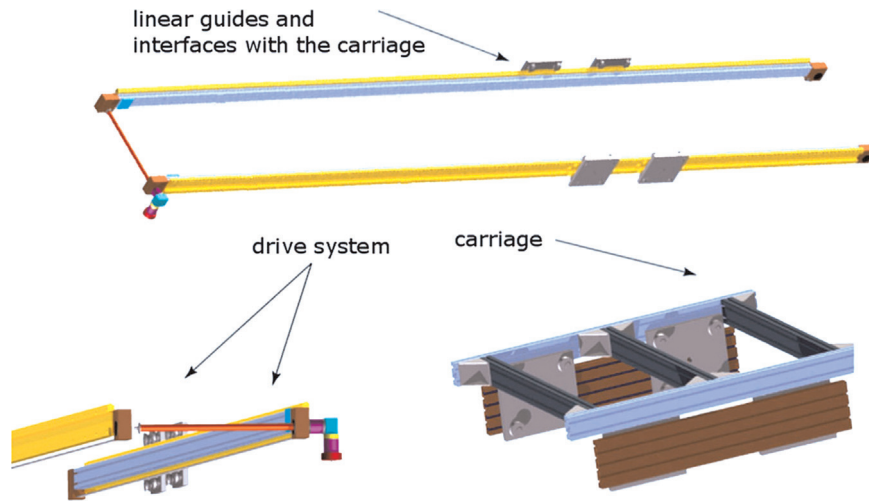 linear guides and
interfaces with the carriage
drive system
carriage